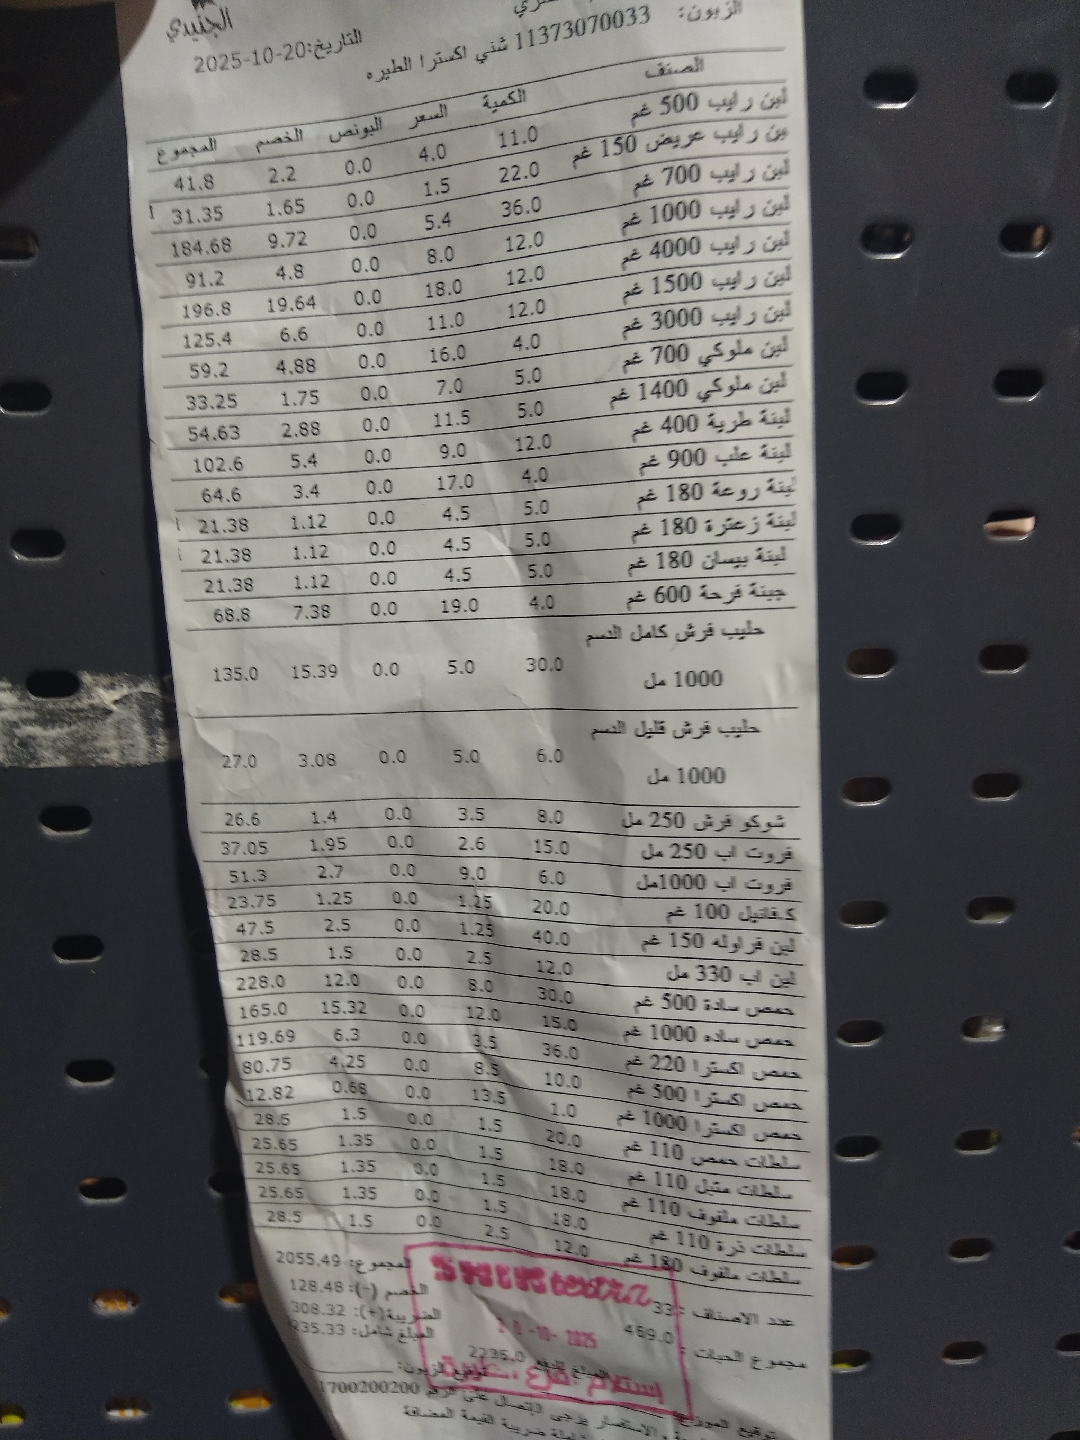 الجنيدي
الزبون: 11373070033 شني اكسترا الطيره
التاريخ:20-10-2025
الصنف الكمية السعر البونص الخصم المجموع
لبن رايب 500 غم 11.0 4.0 0.0 2.2 41.8
بن رايب عريض 150 غم 22.0 1.5 0.0 1.65 31.35
لبن رايب 700 غم 36.0 5.4 0.0 9.72 184.68
لبن رايب 1000 غم 12.0 8.0 0.0 4.8 91.2
لبن رايب 4000 غم 12.0 18.0 0.0 19.64 196.8
لبن رايب 1500 غم 12.0 11.0 0.0 6.6 125.4
لبن رايب 3000 غم 4.0 16.0 0.0 4.88 59.2
لبن ملوكي 700 غم 5.0 7.0 0.0 1.75 33.25
لبن ملوكي 1400 غم 5.0 11.5 0.0 2.88 54.63
لبنة طرية 400 غم 12.0 9.0 0.0 5.4 102.6
لبنة علب 900 غم 4.0 17.0 0.0 3.4 64.6
لبنة روعة 180 غم 5.0 4.5 0.0 1.12 21.38
لبنة زعترة 180 غم 5.0 4.5 0.0 1.12 21.38
لبنة بيسان 180 غم 5.0 4.5 0.0 1.12 21.38
جبنة فرحة 600 غم 4.0 19.0 0.0 7.38 68.8
حليب فرش كامل الدسم
1000 مل 30.0 5.0 0.0 15.39 135.0
حليب فرش قليل الدسم
1000 مل 6.0 5.0 0.0 3.08 27.0
شوكو فرش 250 مل 8.0 3.5 0.0 1.4 26.6
فروت اب 250 مل 15.0 2.6 0.0 1.95 37.05
فروت اب 1000مل 6.0 9.0 0.0 2.7 51.3
ك.فانيل 100 غم 20.0 1.25 0.0 1.25 23.75
لبن فراوله 150 غم 40.0 1.25 0.0 2.5 47.5
لبن اب 330 مل 12.0 2.5 0.0 1.5 28.5
حمص سادة 500 غم 30.0 8.0 0.0 12.0 228.0
حمص ساده 1000 غم 15.0 12.0 0.0 15.32 165.0
حمص اكسترا 220 غم 36.0 3.5 0.0 6.3 119.69
حمص اكسترا 500 غم 10.0 8.5 0.0 4.25 80.75
حمص اكسترا 1000 غم 1.0 13.5 0.0 0.68 12.82
سلطات حمص 110 غم 20.0 1.5 0.0 1.5 28.5
سلطات متبل 110 غم 18.0 1.5 0.0 1.35 25.65
سلطات ملفوف 110 غم 18.0 1.5 0.0 1.35 25.65
سلطات ذرة 110 غم 18.0 1.5 0.0 1.35 25.65
سلطات ملفوف 180 غم 12.0 2.5 0.0 1.5 28.5
عدد الاصناف : 33 المجموع: 2055.49
الخصم (-): 128.48
مجموع الحبات : 469.0 الضريبة(+): 308.32
المبلغ شامل: 235.33
2235.0
20-10-2025
استلام
توقيع الزبون:
توقيع الموزع:
والاستفسار يرجى الاتصال على الرقم 1700200200
شاملة ضريبة القيمة المضافة